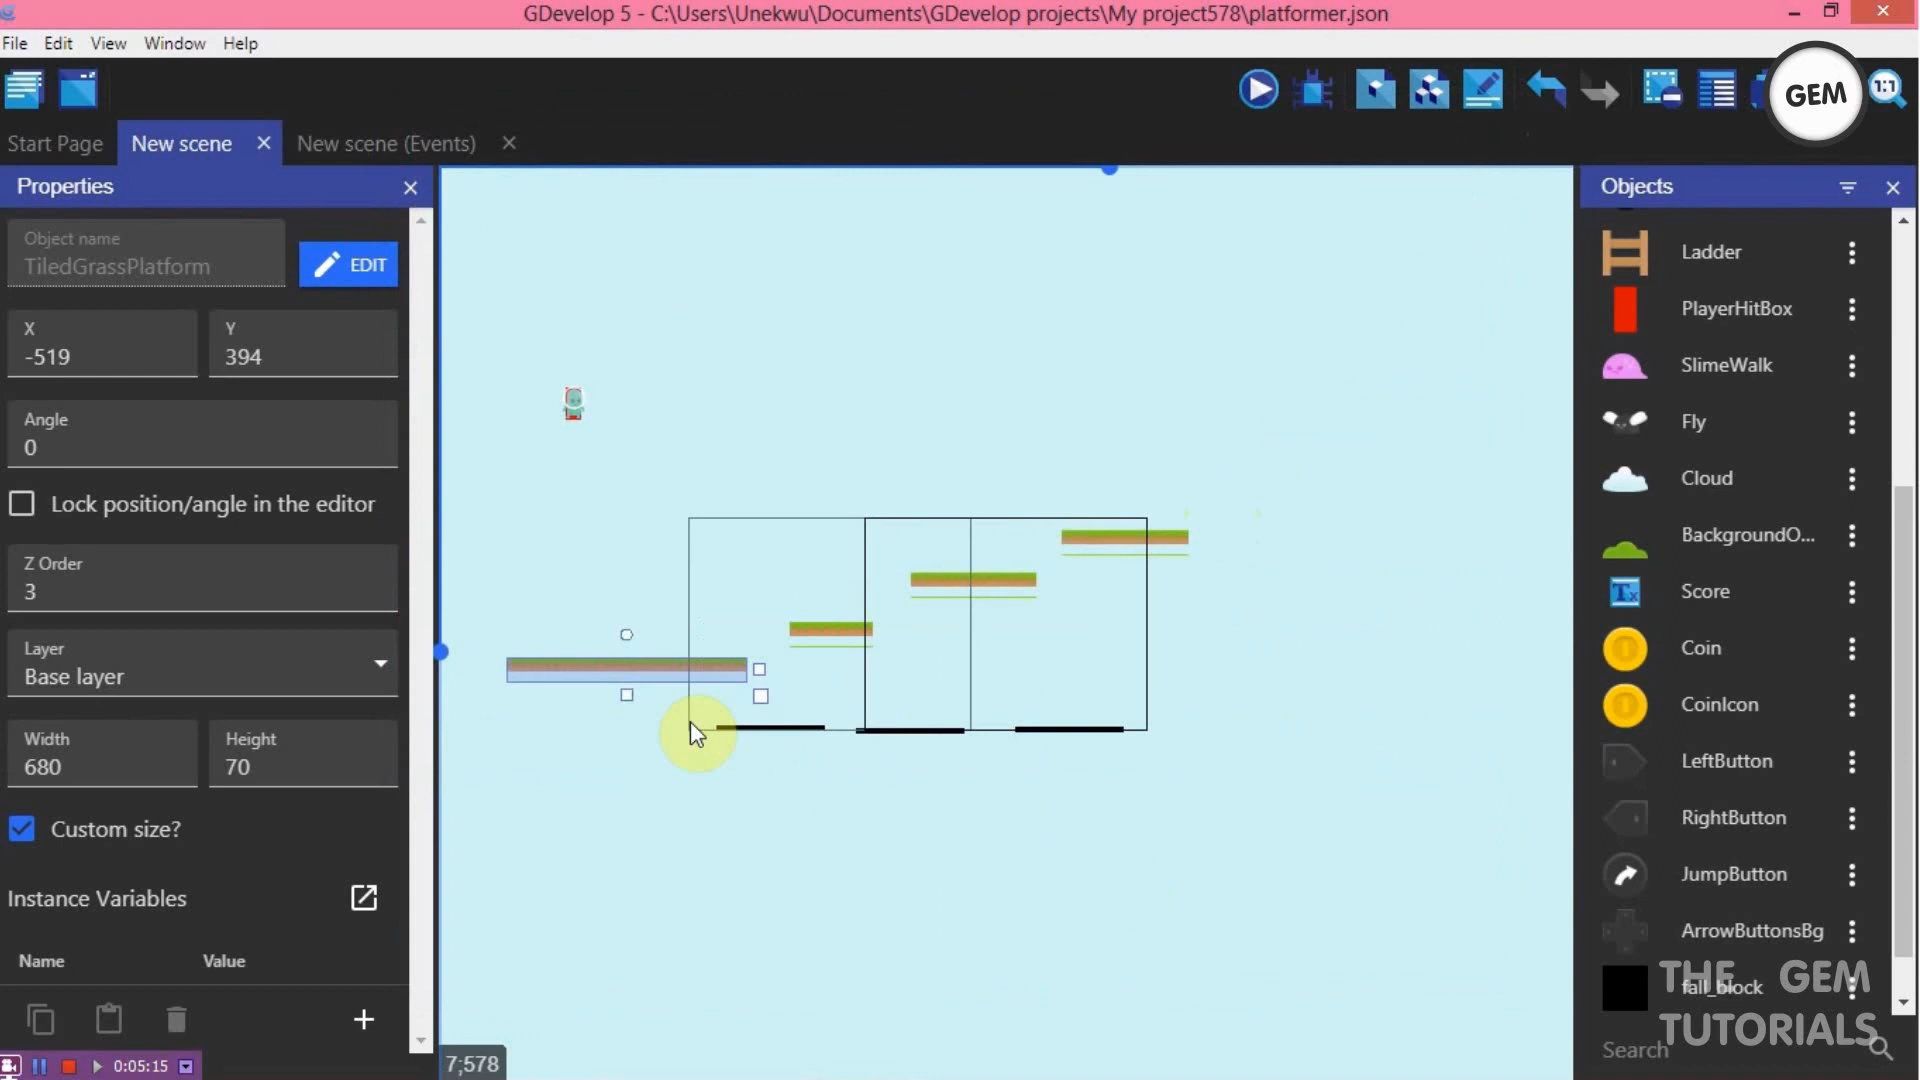 GDevelop 5 - C:\Users\Unekwu\Documents\GDevelop projects\My project578\platformer.json
File Edit View Window Help
GEM
1:1
Start Page New scene New scene (Events)
Properties
Object name
TiledGrassPlatform
EDIT
X
-519
Y
394
Angle
0
Lock position/angle in the editor
Z Order
3
Layer
Base layer
Width
680
Height
70
Custom size?
Instance Variables
Name Value
0:05:15
7;578
Objects
Ladder
PlayerHitBox
SlimeWalk
Fly
Cloud
BackgroundO...
Tx
Score
Coin
CoinIcon
LeftButton
RightButton
JumpButton
ArrowButtonsBg
fall_block
THE GEM
TUTORIALS
Search